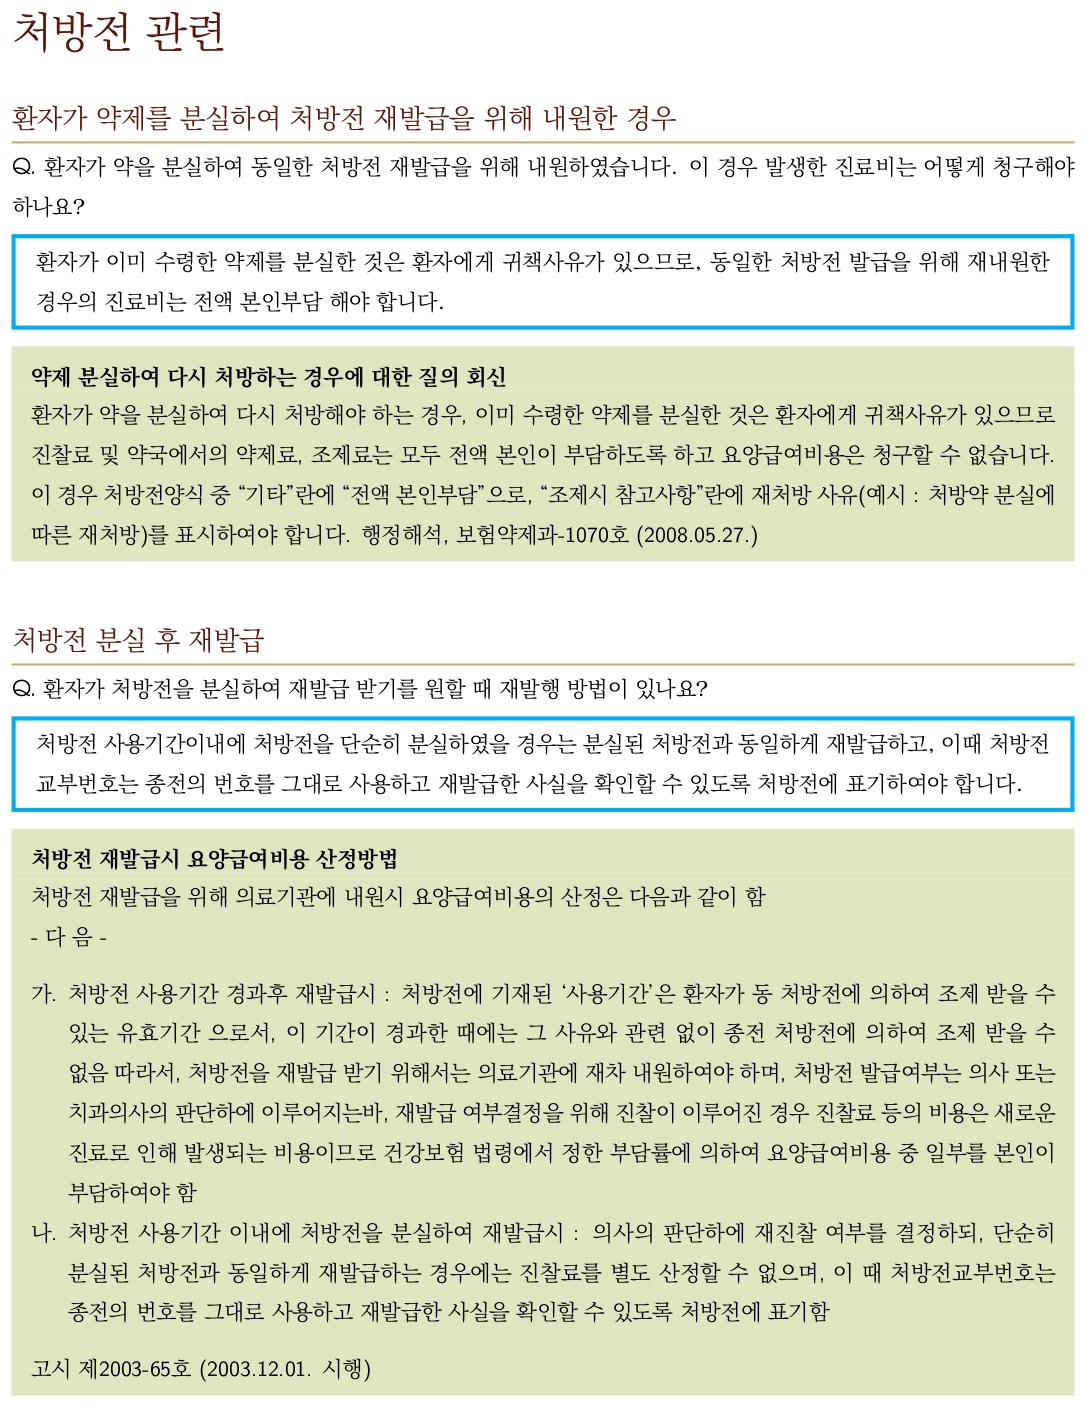 처방전 관련
환자가 약제를 분실하여 처방전 재발급을 위해 내원한 경우
Q. 환자가 약을 분실하여 동일한 처방전 재발급을 위해 내원하였습니다. 이 경우 발생한 진료비는 어떻게 청구해야
하나요?
환자가 이미 수령한 약제를 분실한 것은 환자에게 귀책사유가 있으므로, 동일한 처방전 발급을 위해 재내원한
경우의 진료비는 전액 본인부담 해야 합니다.
약제 분실하여 다시 처방하는 경우에 대한 질의 회신
환자가 약을 분실하여 다시 처방해야 하는 경우, 이미 수령한 약제를 분실한 것은 환자에게 귀책사유가 있으므로
진찰료 및 약국에서의 약제료, 조제료는 모두 전액 본인이 부담하도록 하고 요양급여비용은 청구할 수 없습니다.
이 경우 처방전양식 중 “기타”란에 “전액 본인부담”으로, “조제시 참고사항”란에 재처방 사유(예시 : 처방약 분실에
따른 재처방)를 표시하여야 합니다. 행정해석, 보험약제과-1070호 (2008.05.27.)
처방전 분실 후 재발급
Q. 환자가 처방전을 분실하여 재발급 받기를 원할 때 재발행 방법이 있나요?
처방전 사용기간이내에 처방전을 단순히 분실하였을 경우는 분실된 처방전과 동일하게 재발급하고, 이때 처방전
교부번호는 종전의 번호를 그대로 사용하고 재발급한 사실을 확인할 수 있도록 처방전에 표기하여야 합니다.
처방전 재발급시 요양급여비용 산정방법
처방전 재발급을 위해 의료기관에 내원시 요양급여비용의 산정은 다음과 같이 함
- 다 음 -
가. 처방전 사용기간 경과후 재발급시 : 처방전에 기재된 ‘사용기간’은 환자가 동 처방전에 의하여 조제 받을 수
있는 유효기간 으로서, 이 기간이 경과한 때에는 그 사유와 관련 없이 종전 처방전에 의하여 조제 받을 수
없음 따라서, 처방전을 재발급 받기 위해서는 의료기관에 재차 내원하여야 하며, 처방전 발급여부는 의사 또는
치과의사의 판단하에 이루어지는바, 재발급 여부결정을 위해 진찰이 이루어진 경우 진찰료 등의 비용은 새로운
진료로 인해 발생되는 비용이므로 건강보험 법령에서 정한 부담률에 의하여 요양급여비용 중 일부를 본인이
부담하여야 함
나. 처방전 사용기간 이내에 처방전을 분실하여 재발급시 : 의사의 판단하에 재진찰 여부를 결정하되, 단순히
분실된 처방전과 동일하게 재발급하는 경우에는 진찰료를 별도 산정할 수 없으며, 이 때 처방전교부번호는
종전의 번호를 그대로 사용하고 재발급한 사실을 확인할 수 있도록 처방전에 표기함
고시 제2003-65호 (2003.12.01. 시행)